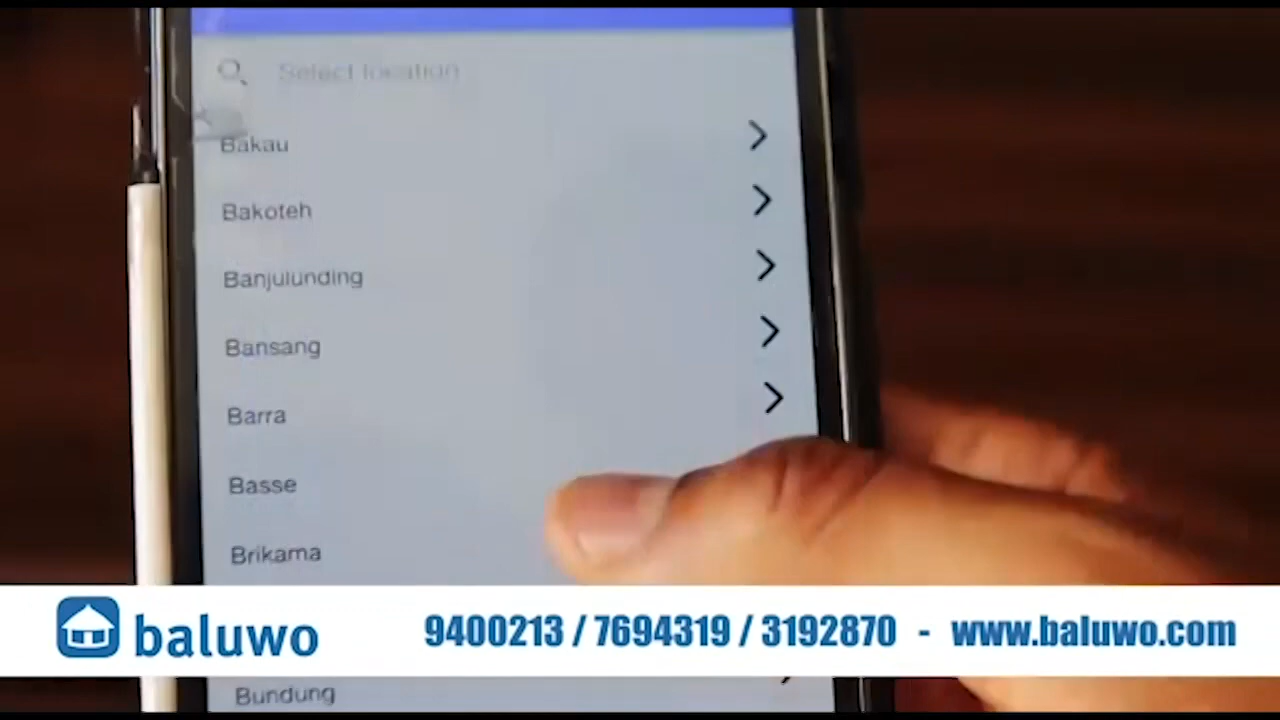 Select location
Bakau
Bakoteh
Banjulunding
Bansang
Barra
Basse
Brikama
baluwo 9400213 / 7694319 / 3192870 - www.baluwo.com
Bundung